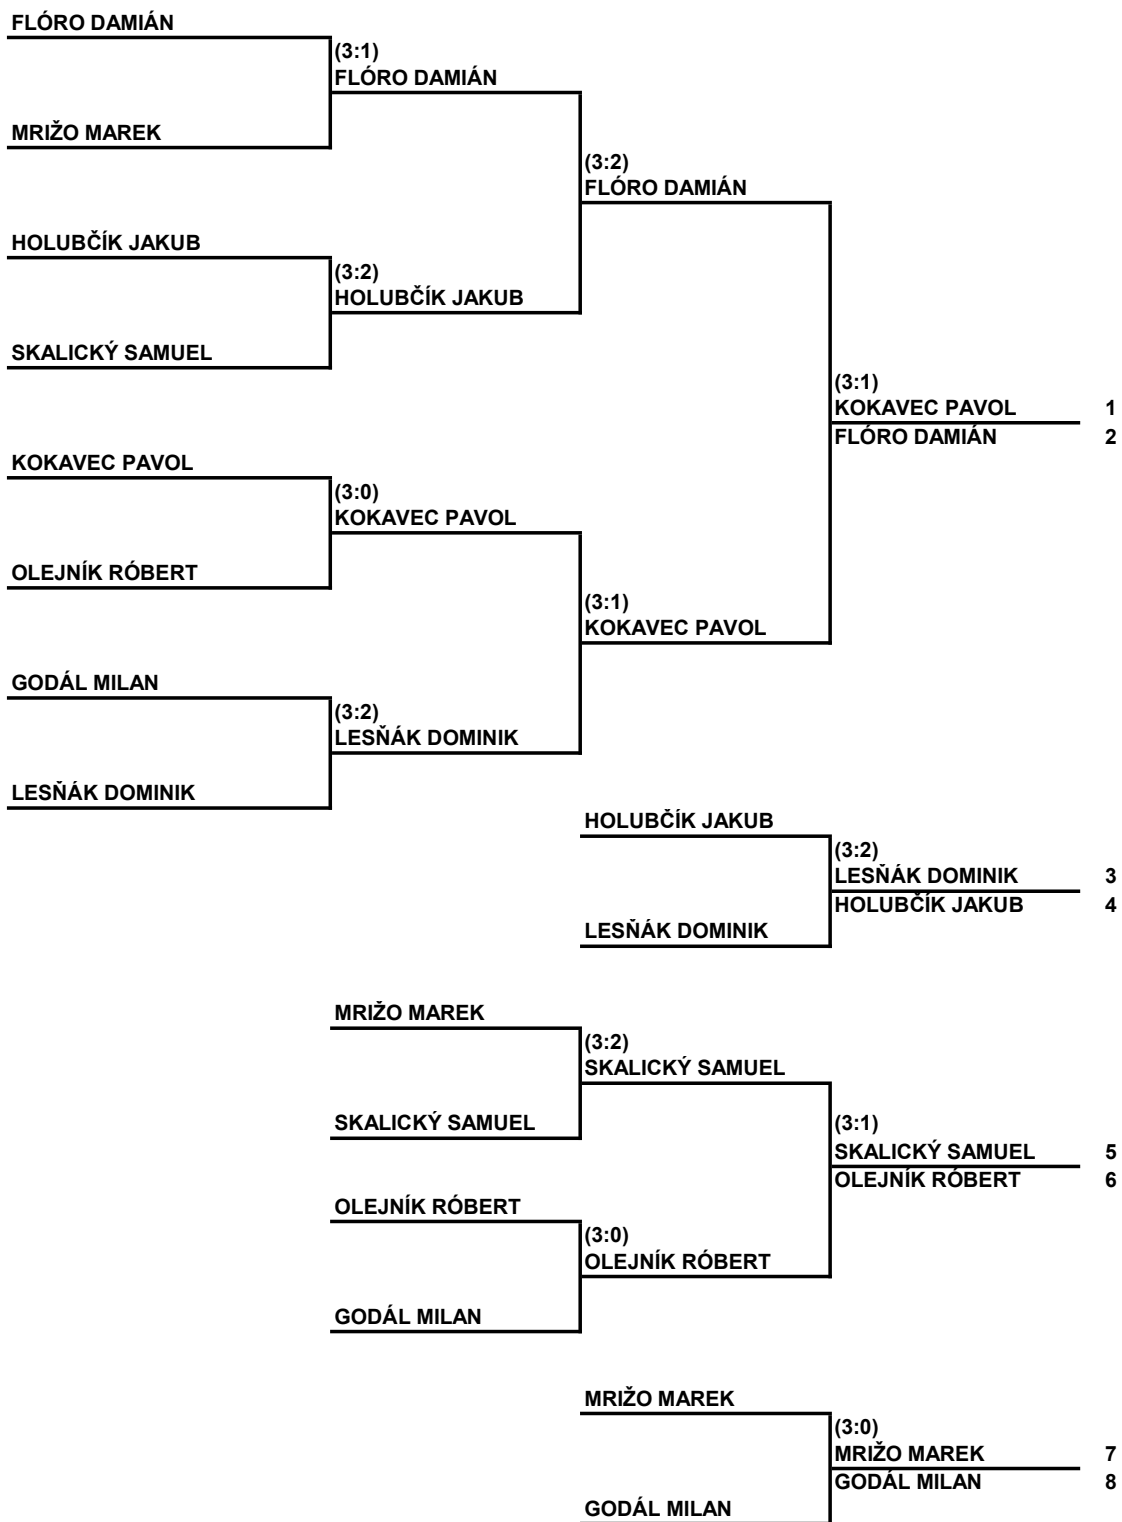 FLÓRO DAMIÁN
(3:1)
FLÓRO DAMIÁN
MRIŽO MAREK
(3:2)
FLÓRO DAMIÁN
HOLUBČÍK JAKUB
(3:2)
HOLUBČÍK JAKUB
SKALICKÝ SAMUEL
(3:1)
KOKAVEC PAVOL 1
FLÓRO DAMIÁN 2
KOKAVEC PAVOL
(3:0)
KOKAVEC PAVOL
OLEJNÍK RÓBERT
(3:1)
KOKAVEC PAVOL
GODÁL MILAN
(3:2)
LESŇÁK DOMINIK
LESŇÁK DOMINIK
HOLUBČÍK JAKUB
(3:2)
LESŇÁK DOMINIK 3
HOLUBČÍK JAKUB 4
LESŇÁK DOMINIK
MRIŽO MAREK
(3:2)
SKALICKÝ SAMUEL
SKALICKÝ SAMUEL
(3:1)
SKALICKÝ SAMUEL 5
OLEJNÍK RÓBERT 6
OLEJNÍK RÓBERT
(3:0)
OLEJNÍK RÓBERT
GODÁL MILAN
MRIŽO MAREK
(3:0)
MRIŽO MAREK 7
GODÁL MILAN 8
GODÁL MILAN